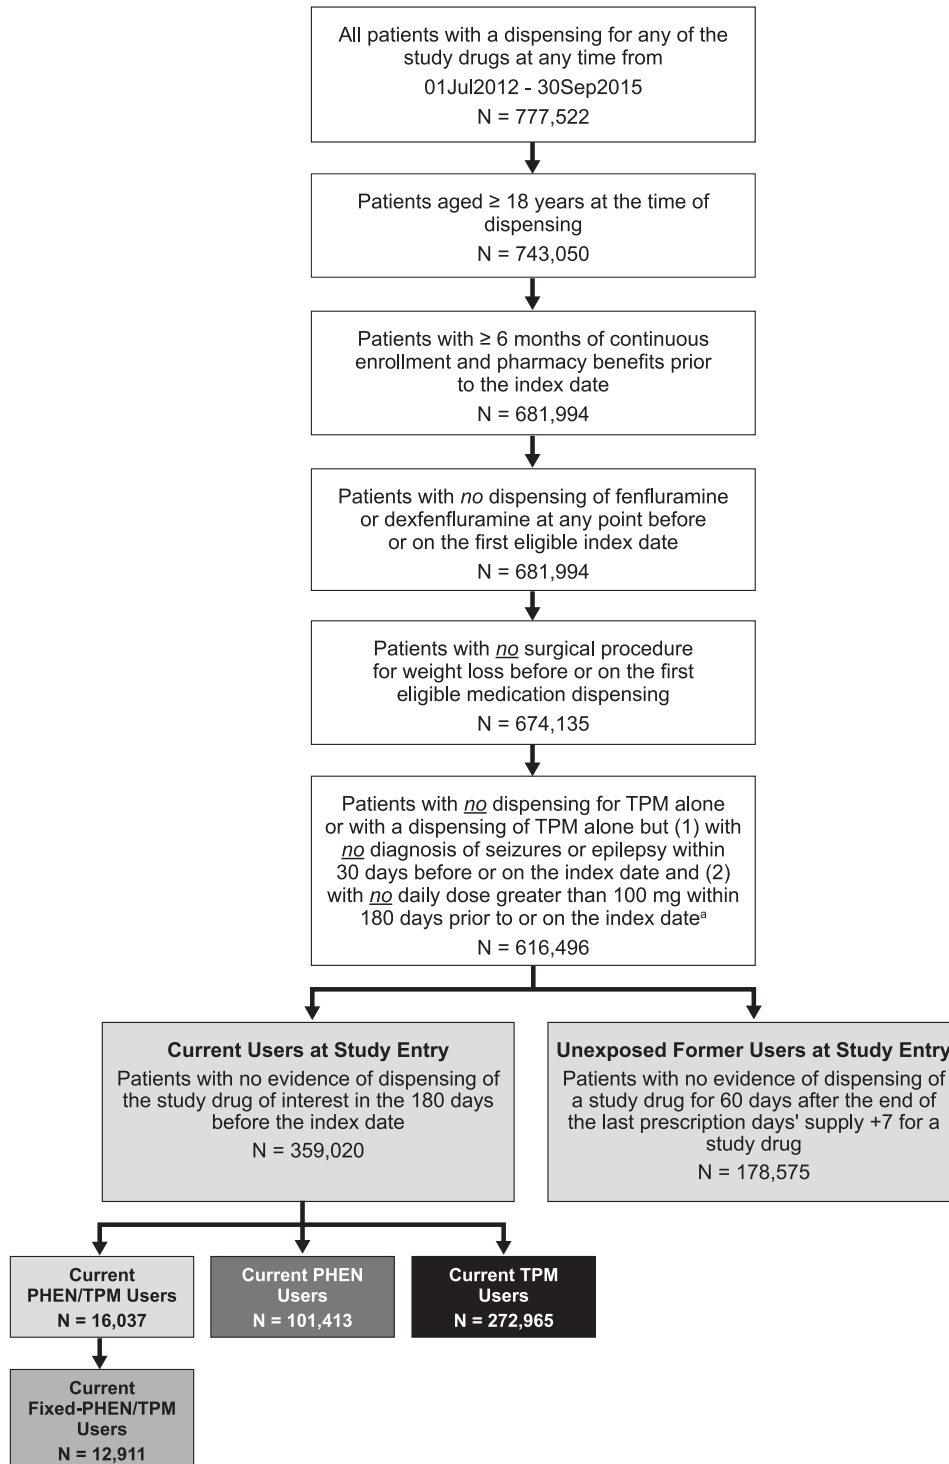 All patients with a dispensing for any of the
study drugs at any time from
01Jul2012 - 30Sep2015
N = 777,522
Patients aged ≥ 18 years at the time of
dispensing
N = 743,050
Patients with ≥ 6 months of continuous
enrollment and pharmacy benefits prior
to the index date
N = 681,994
Patients with no dispensing of fenfluramine
or dexfenfluramine at any point before
or on the first eligible index date
N = 681,994
Patients with no surgical procedure
for weight loss before or on the first
eligible medication dispensing
N = 674,135
Patients with no dispensing for TPM alone
or with a dispensing of TPM alone but (1) with
no diagnosis of seizures or epilepsy within
30 days before or on the index date and (2)
with no daily dose greater than 100 mg within
180 days prior to or on the index dateᵃ
N = 616,496
Current Users at Study Entry
Patients with no evidence of dispensing of
the study drug of interest in the 180 days
before the index date
N = 359,020
Unexposed Former Users at Study Entry
Patients with no evidence of dispensing of
a study drug for 60 days after the end of
the last prescription days' supply +7 for a
study drug
N = 178,575
Current
PHEN/TPM Users
N = 16,037
Current PHEN
Users
N = 101,413
Current TPM
Users
N = 272,965
Current
Fixed-PHEN/TPM
Users
N = 12,911